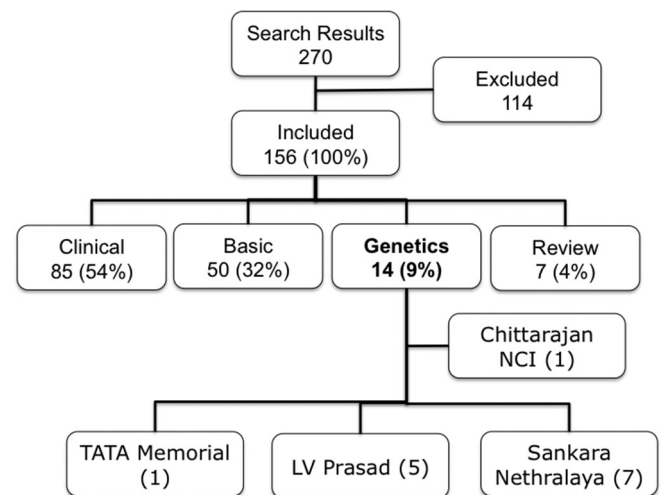 Search Results
270
Excluded
114
Included
156 (100%)
Clinical
85 (54%)
Basic
50 (32%)
Genetics
14 (9%)
Review
7 (4%)
Chittarajan
NCI (1)
TATA Memorial
(1)
LV Prasad (5)
Sankara
Nethralaya (7)